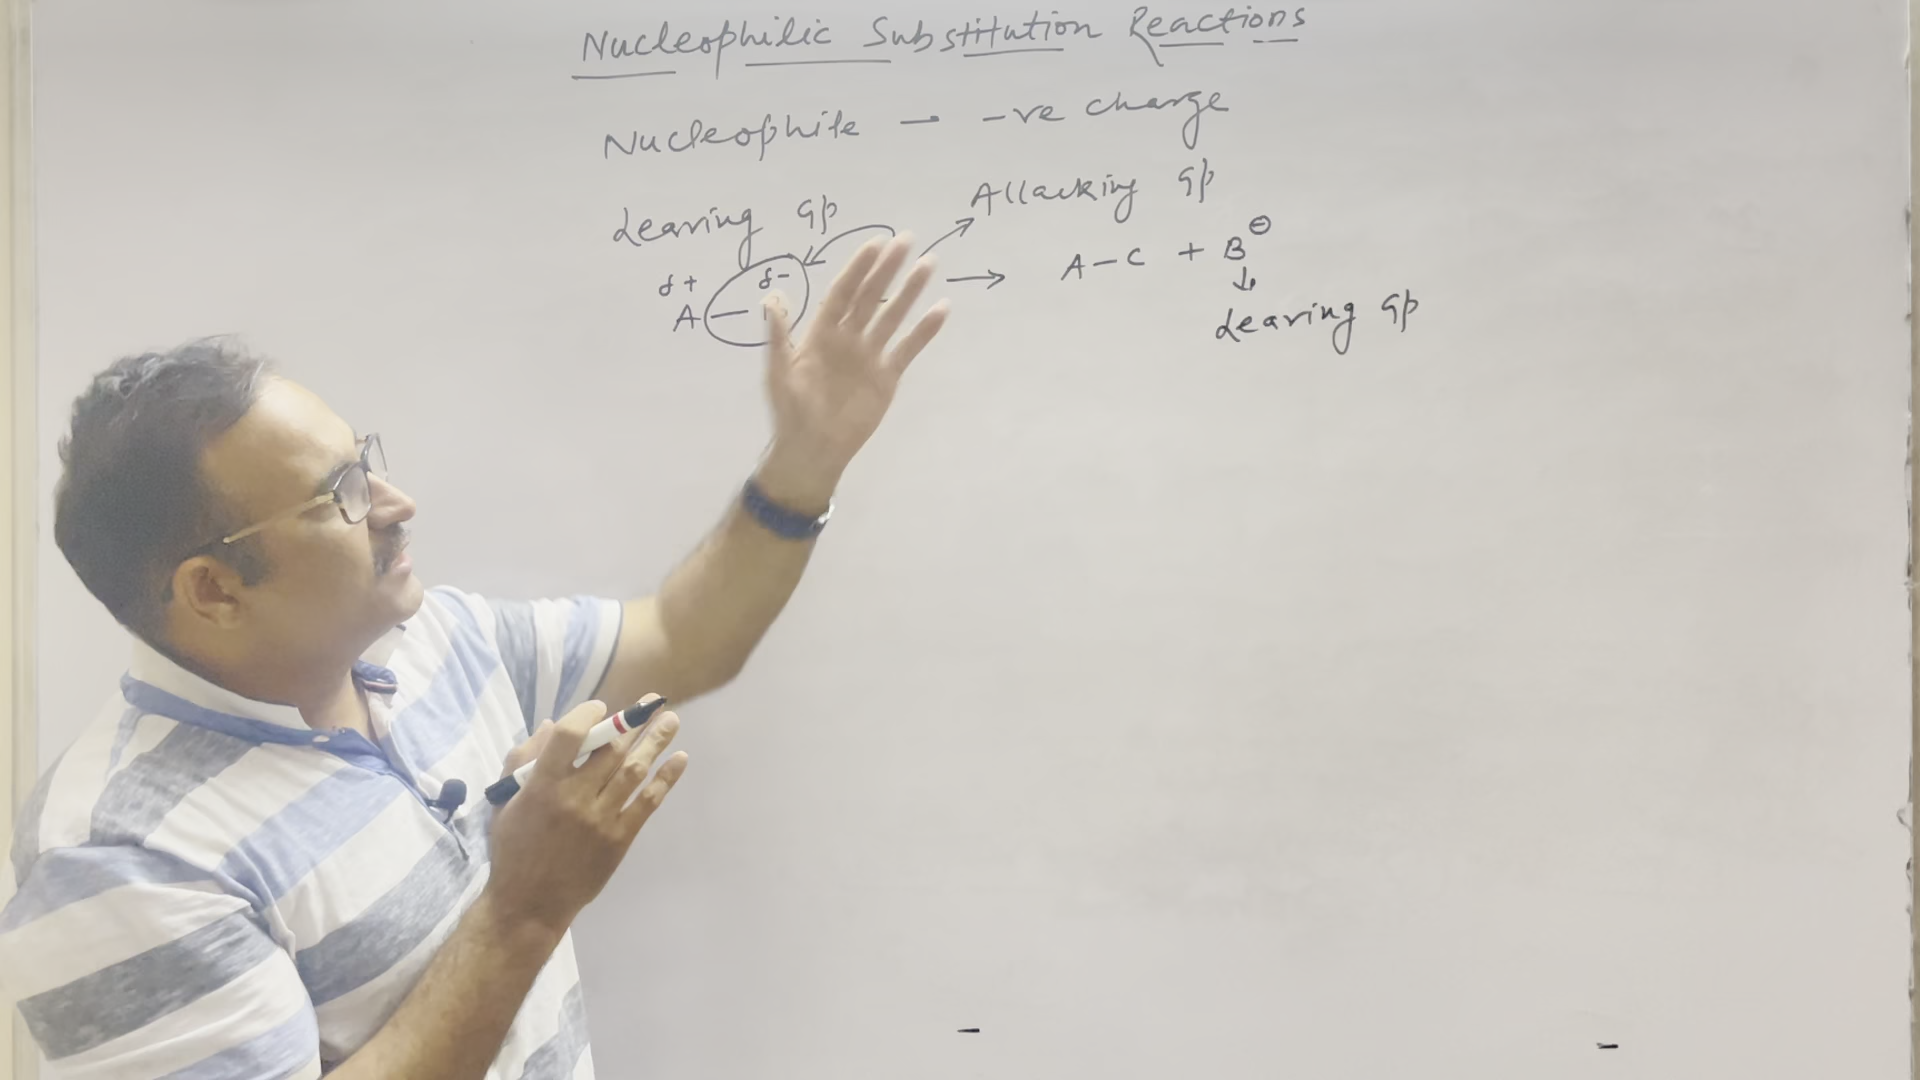 Nucleophilic Substitution Reactions
Nucleophile — -ve charge
Leaving Gp
Attacking Gp
δ+ δ-
A — B → A-C + B⊖
↓
Leaving Gp